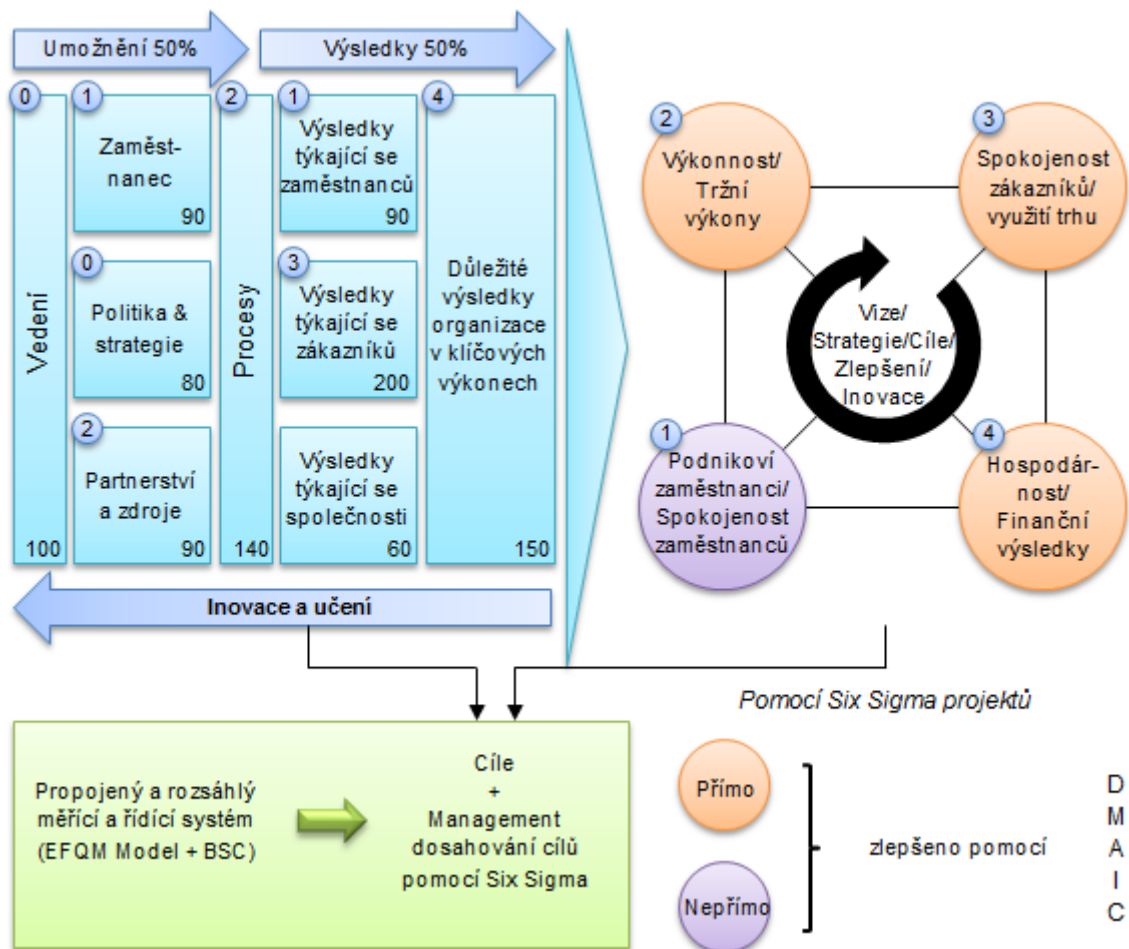 Umožnění 50%
Výsledky 50%
0
Vedení
100
1
Zaměst-
nanec
90
0
Politika &
strategie
80
2
Partnerství
a zdroje
90
2
Procesy
140
1
Výsledky
týkající se
zaměstnanců
90
3
Výsledky
týkající se
zákazníků
200
Výsledky
týkající se
společnosti
60
4
Důležité
výsledky
organizace
v klíčových
výkonech
150
Inovace a učení
2
Výkonnost/
Tržní
výkony
3
Spokojenost
zákazníků/
využití trhu
Vize/
Strategie/Cíle/
Zlepšení/
Inovace
1
Podnikoví
zaměstnanci/
Spokojenost
zaměstnanců
4
Hospodár-
nost/
Finanční
výsledky
Propojený a rozsáhlý
měřící a řídící systém
(EFQM Model + BSC)
Cíle
+
Management
dosahování cílů
pomocí Six Sigma
Pomocí Six Sigma projektů
Přímo
Nepřímo
zlepšeno pomocí
D
M
A
I
C